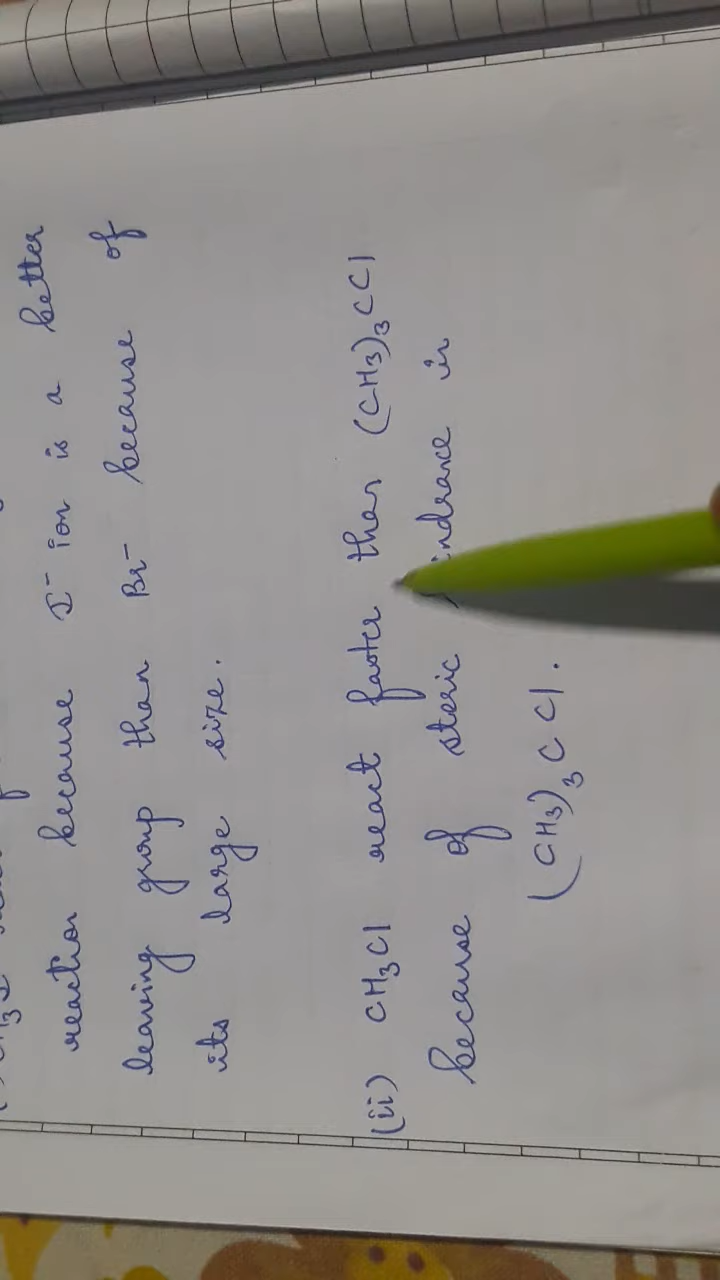 reaction because I⁻ ion is a better
leaving group than Br⁻ because of
its large size.
(ii) CH₃Cl react faster than (CH₃)₃CCl
because of steric in
(CH₃)₃CCl.